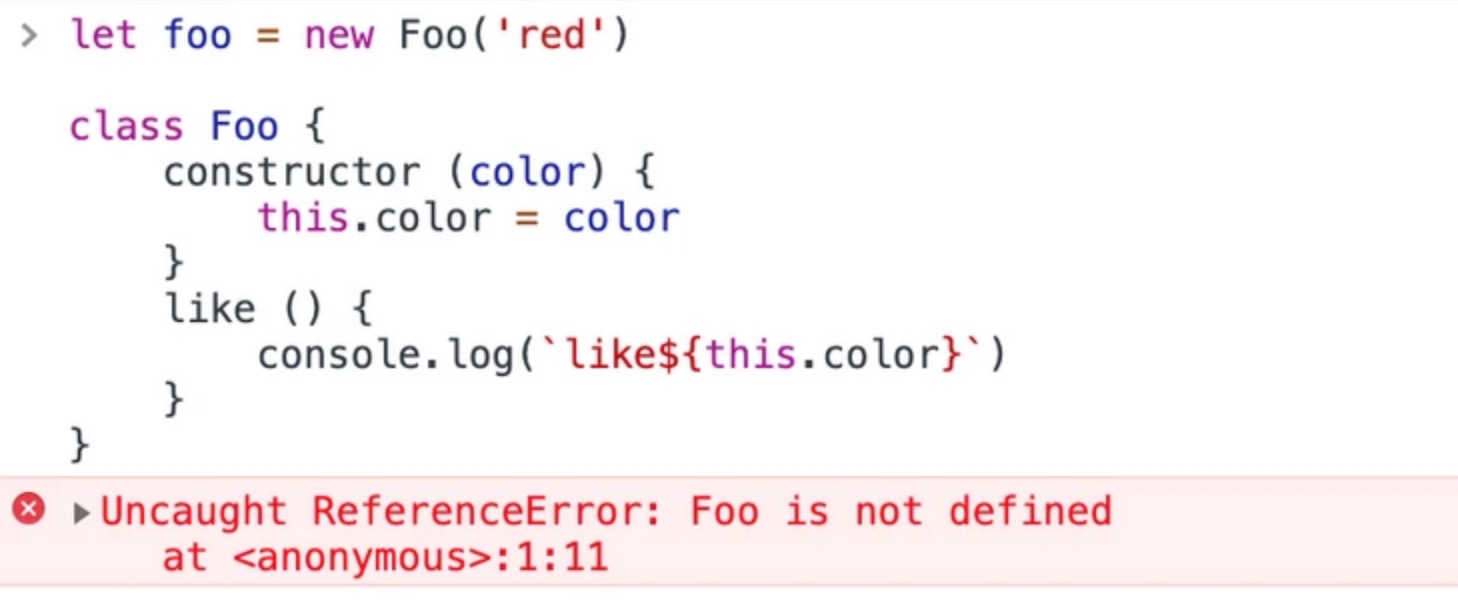 > let foo = new Foo('red')
class Foo {
constructor (color) {
this.color = color
}
like () {
console.log(`like${this.color}`)
}
}
Uncaught ReferenceError: Foo is not defined
at <anonymous>:1:11